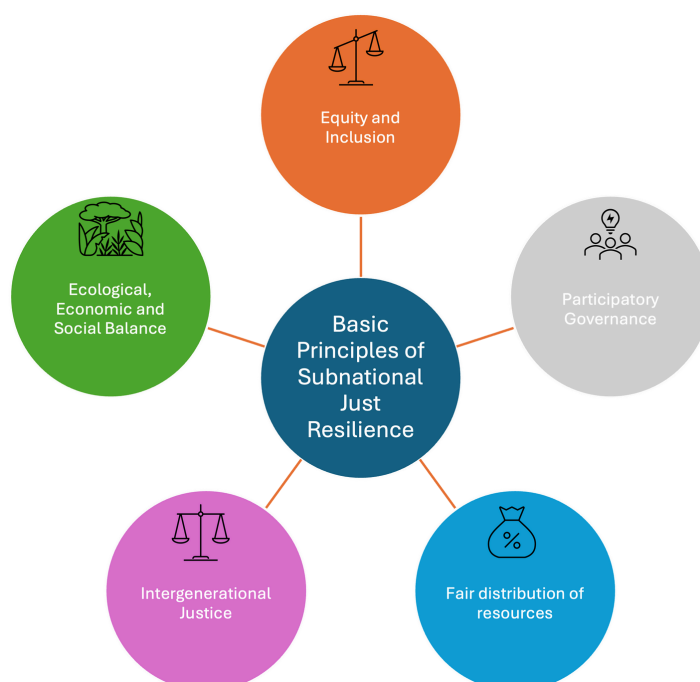 Equity and
Inclusion
Ecological,
Economic and
Social Balance
Participatory
Governance
Basic
Principles of
Subnational
Just
Resilience
Intergenerational
Justice
Fair distribution of
resources
%